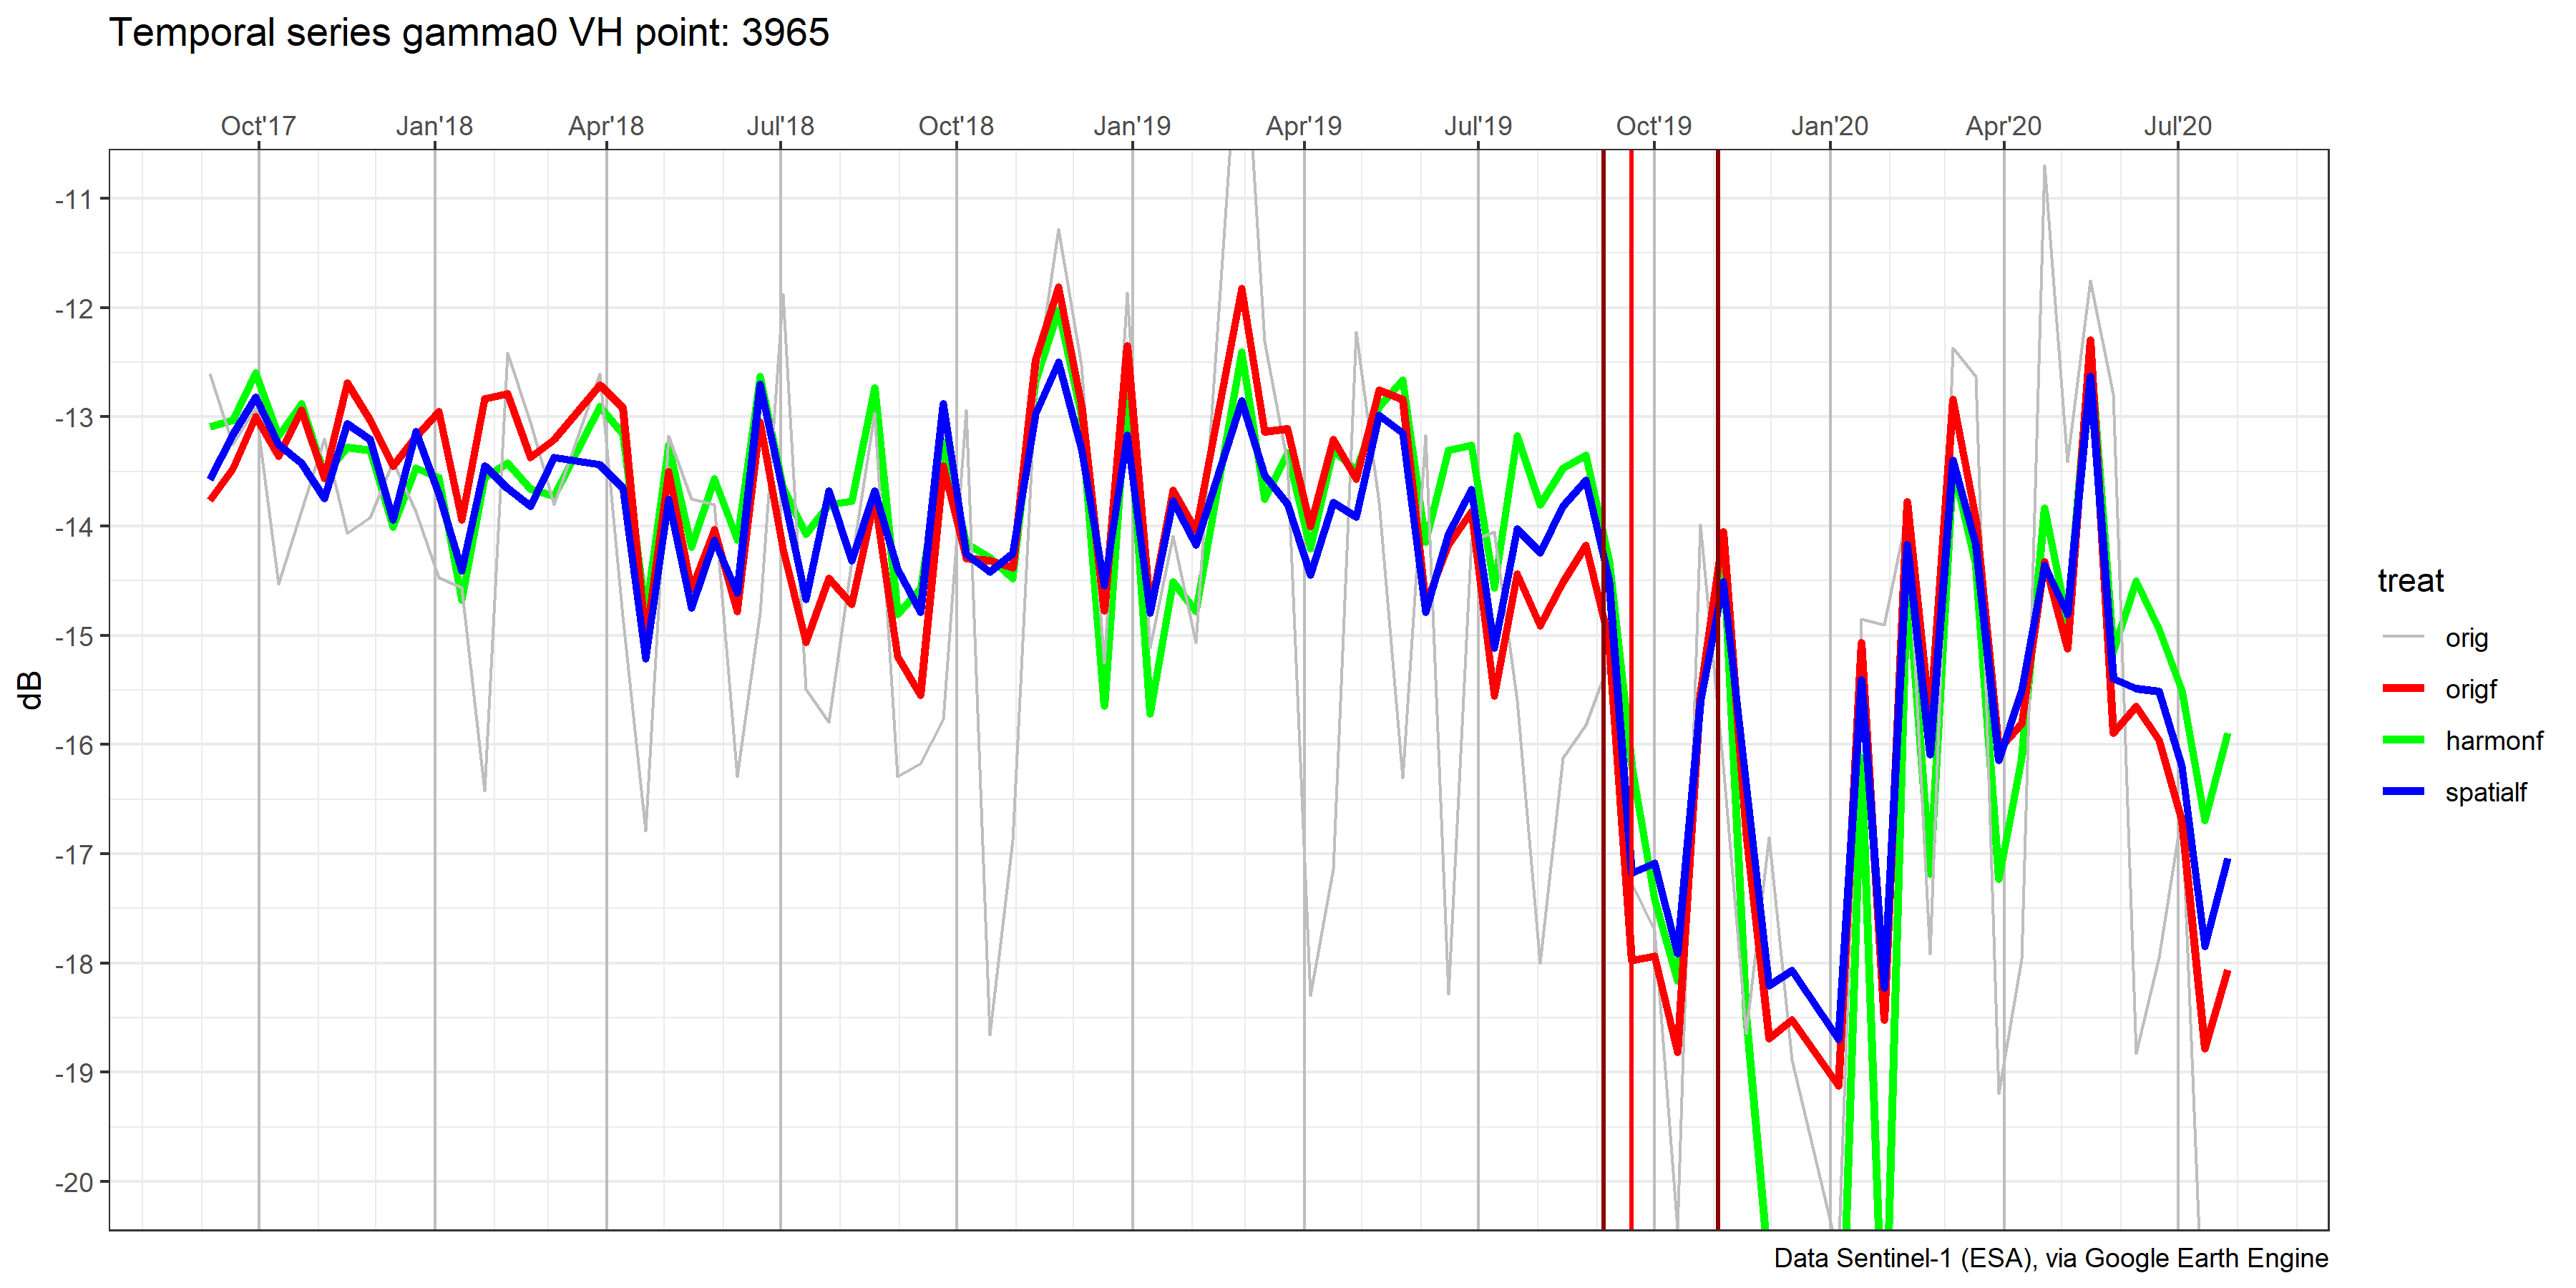 Temporal series gamma0 VH point: 3965
Oct'17 Jan'18 Apr'18 Jul'18 Oct'18 Jan'19 Apr'19 Jul'19 Oct'19 Jan'20 Apr'20 Jul'20
-11
-12
-13
-14
-15
-16
-17
-18
-19
-20
dB
treat
orig
origf
harmonf
spatialf
Data Sentinel-1 (ESA), via Google Earth Engine